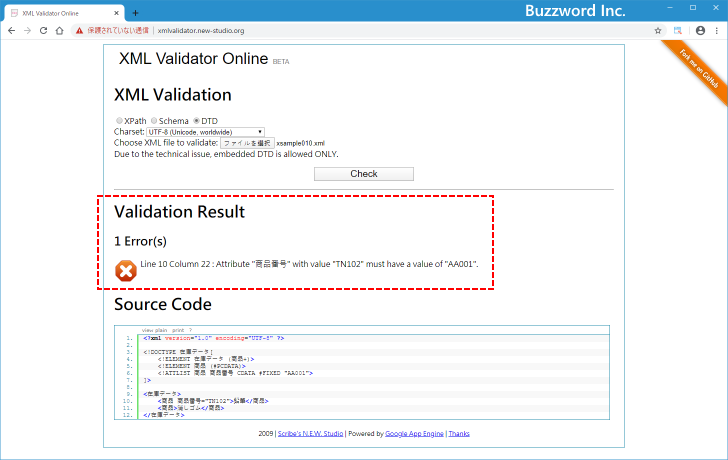 XML Validator Online
Buzzword Inc.
保護されていない通信 | xmlvalidator.new-studio.org
Fork me on GitHub
XML Validator Online BETA
XML Validation
XPath Schema DTD
Charset: UTF-8 (Unicode, worldwide)
Choose XML file to validate: ファイルを選択 xsample010.xml
Due to the technical issue, embedded DTD is allowed ONLY.
Check
Validation Result
1 Error(s)
Line 10 Column 22 : Attribute "商品番号" with value "TN102" must have a value of "AA001".
Source Code
view plain print ?
1. <?xml version="1.0" encoding="UTF-8" ?>
2.
3. <!DOCTYPE 在庫データ[
4. <!ELEMENT 在庫データ (商品+)>
5. <!ELEMENT 商品 (#PCDATA)>
6. <!ATTLIST 商品 商品番号 CDATA #FIXED "AA001">
7. ]>
8.
9. <在庫データ>
10. <商品 商品番号="TN102">鉛筆</商品>
11. <商品>消しゴム</商品>
12. </在庫データ>
2009 | Scribe's N.E.W. Studio | Powered by Google App Engine | Thanks